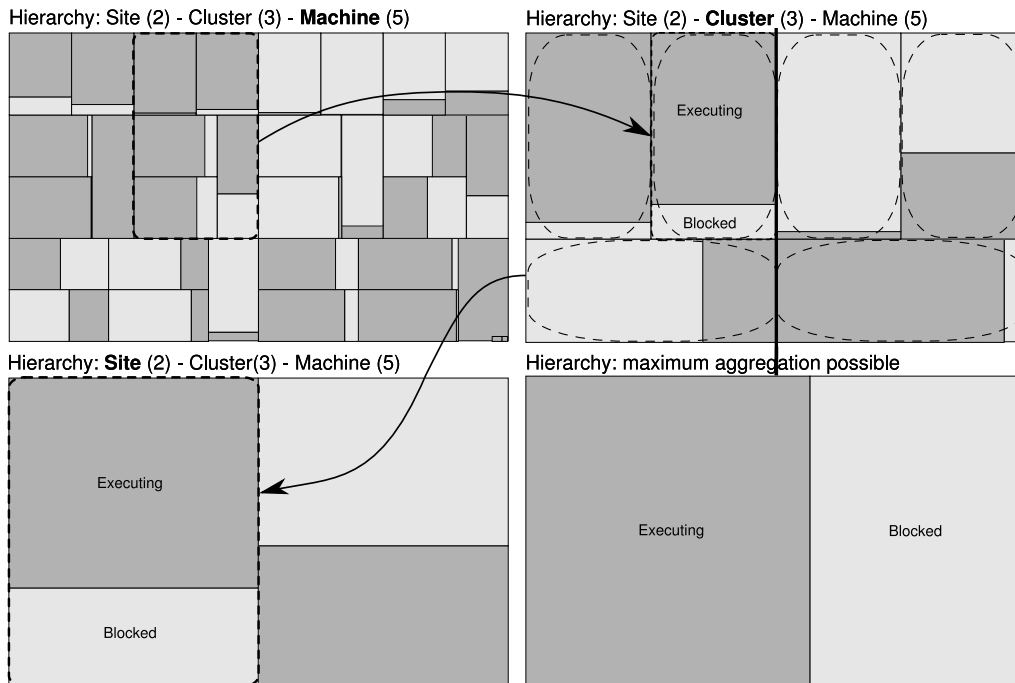 Hierarchy: Site (2) - Cluster (3) - Machine (5)
Hierarchy: Site (2) - Cluster (3) - Machine (5)
Executing
Blocked
Hierarchy: Site (2) - Cluster(3) - Machine (5)
Hierarchy: maximum aggregation possible
Executing
Blocked
Executing
Blocked